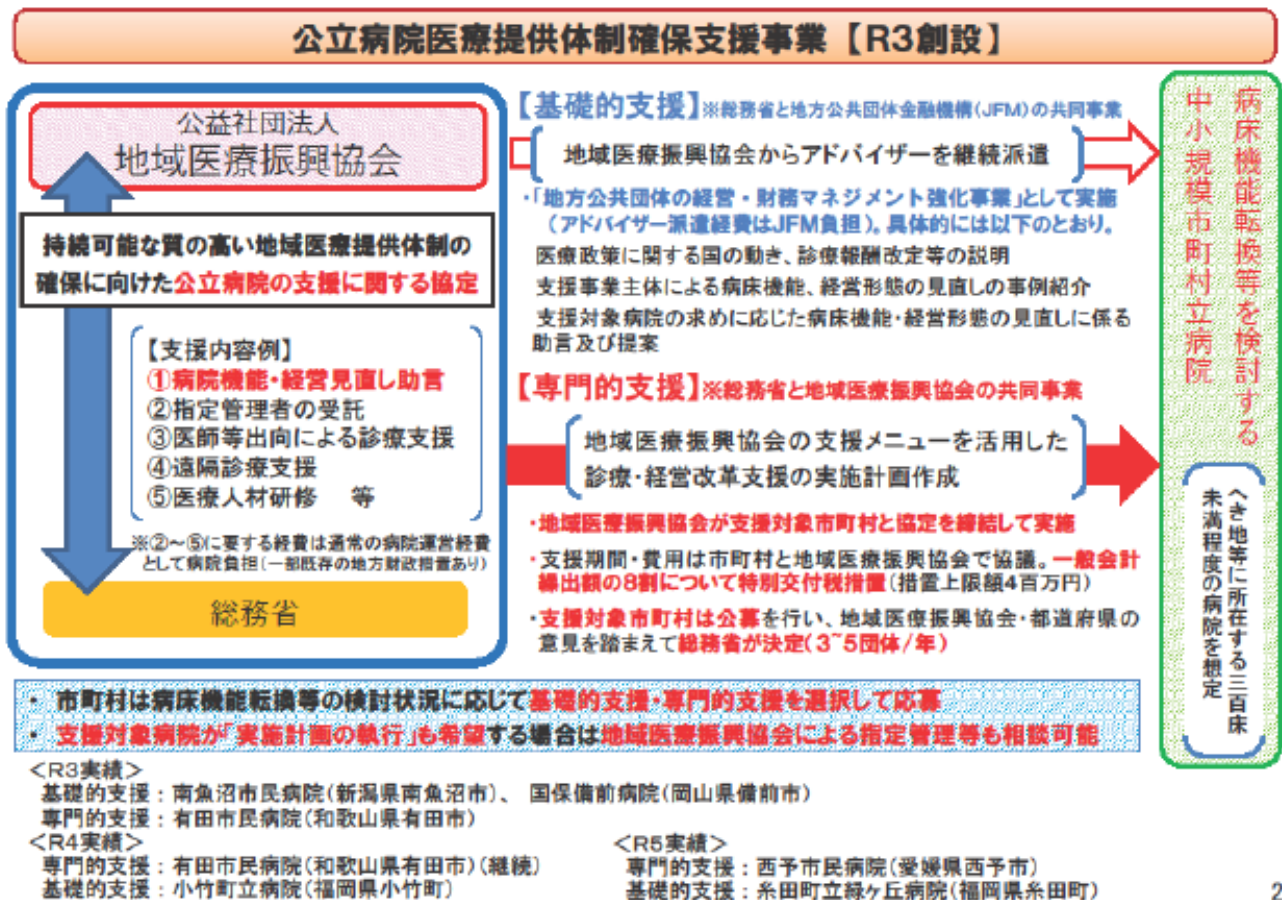 公立病院医療提供体制確保支援事業【R3創設】
公益社団法人
地域医療振興協会
持続可能な質の高い地域医療提供体制の
確保に向けた公立病院の支援に関する協定
【支援内容例】
①病院機能・経営見直し助言
②指定管理者の受託
③医師等出向による診療支援
④遠隔診療支援
⑤医療人材研修　等
※②～⑤に要する経費は通常の病院運営経費
として病院負担(一部既存の地方財政措置あり)
総務省
【基礎的支援】※総務省と地方公共団体金融機構(JFM)の共同事業
地域医療振興協会からアドバイザーを継続派遣
・「地方公共団体の経営・財務マネジメント強化事業」として実施
(アドバイザー派遣経費はJFM負担)。具体的には以下のとおり。
医療政策に関する国の動き、診療報酬改定等の説明
支援事業主体による病床機能、経営形態の見直しの事例紹介
支援対象病院の求めに応じた病床機能・経営形態の見直しに係る
助言及び提案
【専門的支援】※総務省と地域医療振興協会の共同事業
地域医療振興協会の支援メニューを活用した
診療・経営改革支援の実施計画作成
・地域医療振興協会が支援対象市町村と協定を締結して実施
・支援期間・費用は市町村と地域医療振興協会で協議。一般会計
繰出額の8割について特別交付税措置(措置上限額4百万円)
・支援対象市町村は公募を行い、地域医療振興協会・都道府県の
意見を踏まえて総務省が決定(3~5団体/年)
病床機能転換等を検討する
中小規模市町村立病院
へき地等に所在する三百床
未満程度の病院を想定
・ 市町村は病床機能転換等の検討状況に応じて基礎的支援・専門的支援を選択して応募
・ 支援対象病院が「実施計画の執行」も希望する場合は地域医療振興協会による指定管理等も相談可能
＜R3実績＞
基礎的支援：南魚沼市民病院(新潟県南魚沼市)、 国保備前病院(岡山県備前市)
専門的支援：有田市民病院(和歌山県有田市)
＜R4実績＞
専門的支援：有田市民病院(和歌山県有田市)(継続)
基礎的支援：小竹町立病院(福岡県小竹町)
＜R5実績＞
専門的支援：西予市民病院(愛媛県西予市)
基礎的支援：糸田町立緑ヶ丘病院(福岡県糸田町)
2